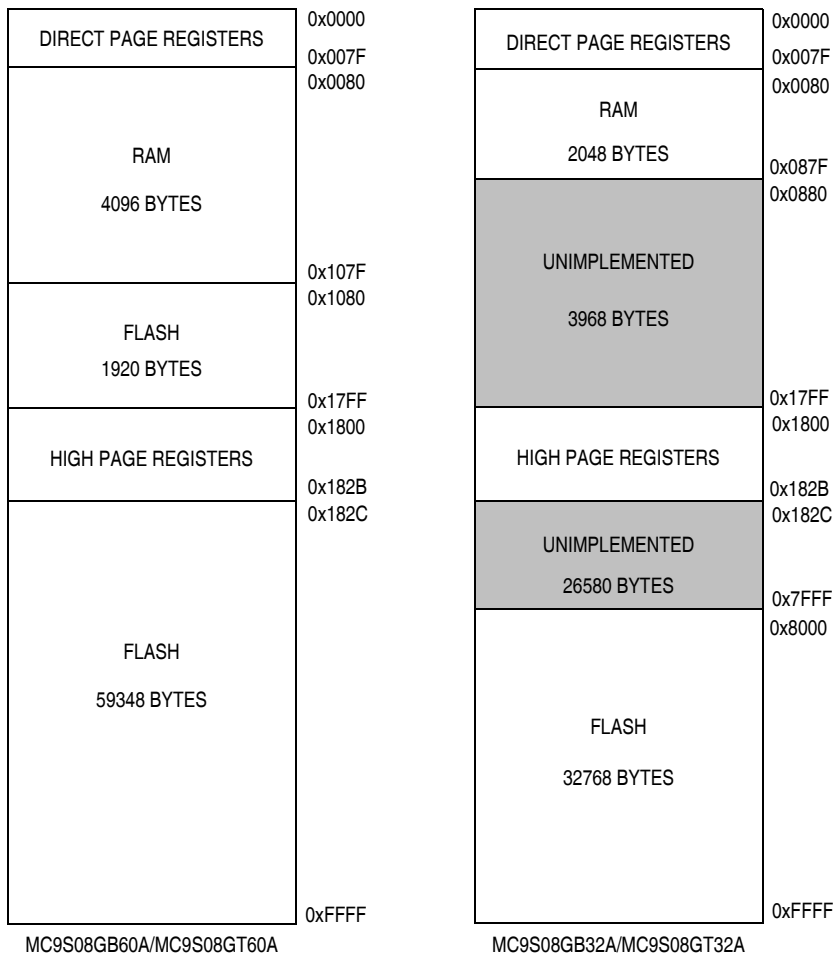 DIRECT PAGE REGISTERS
0x0000
0x007F
0x0080
RAM
4096 BYTES
0x107F
0x1080
FLASH
1920 BYTES
0x17FF
0x1800
HIGH PAGE REGISTERS
0x182B
0x182C
FLASH
59348 BYTES
0xFFFF
MC9S08GB60A/MC9S08GT60A
DIRECT PAGE REGISTERS
0x0000
0x007F
0x0080
RAM
2048 BYTES
0x087F
0x0880
UNIMPLEMENTED
3968 BYTES
0x17FF
0x1800
HIGH PAGE REGISTERS
0x182B
0x182C
UNIMPLEMENTED
26580 BYTES
0x7FFF
0x8000
FLASH
32768 BYTES
0xFFFF
MC9S08GB32A/MC9S08GT32A